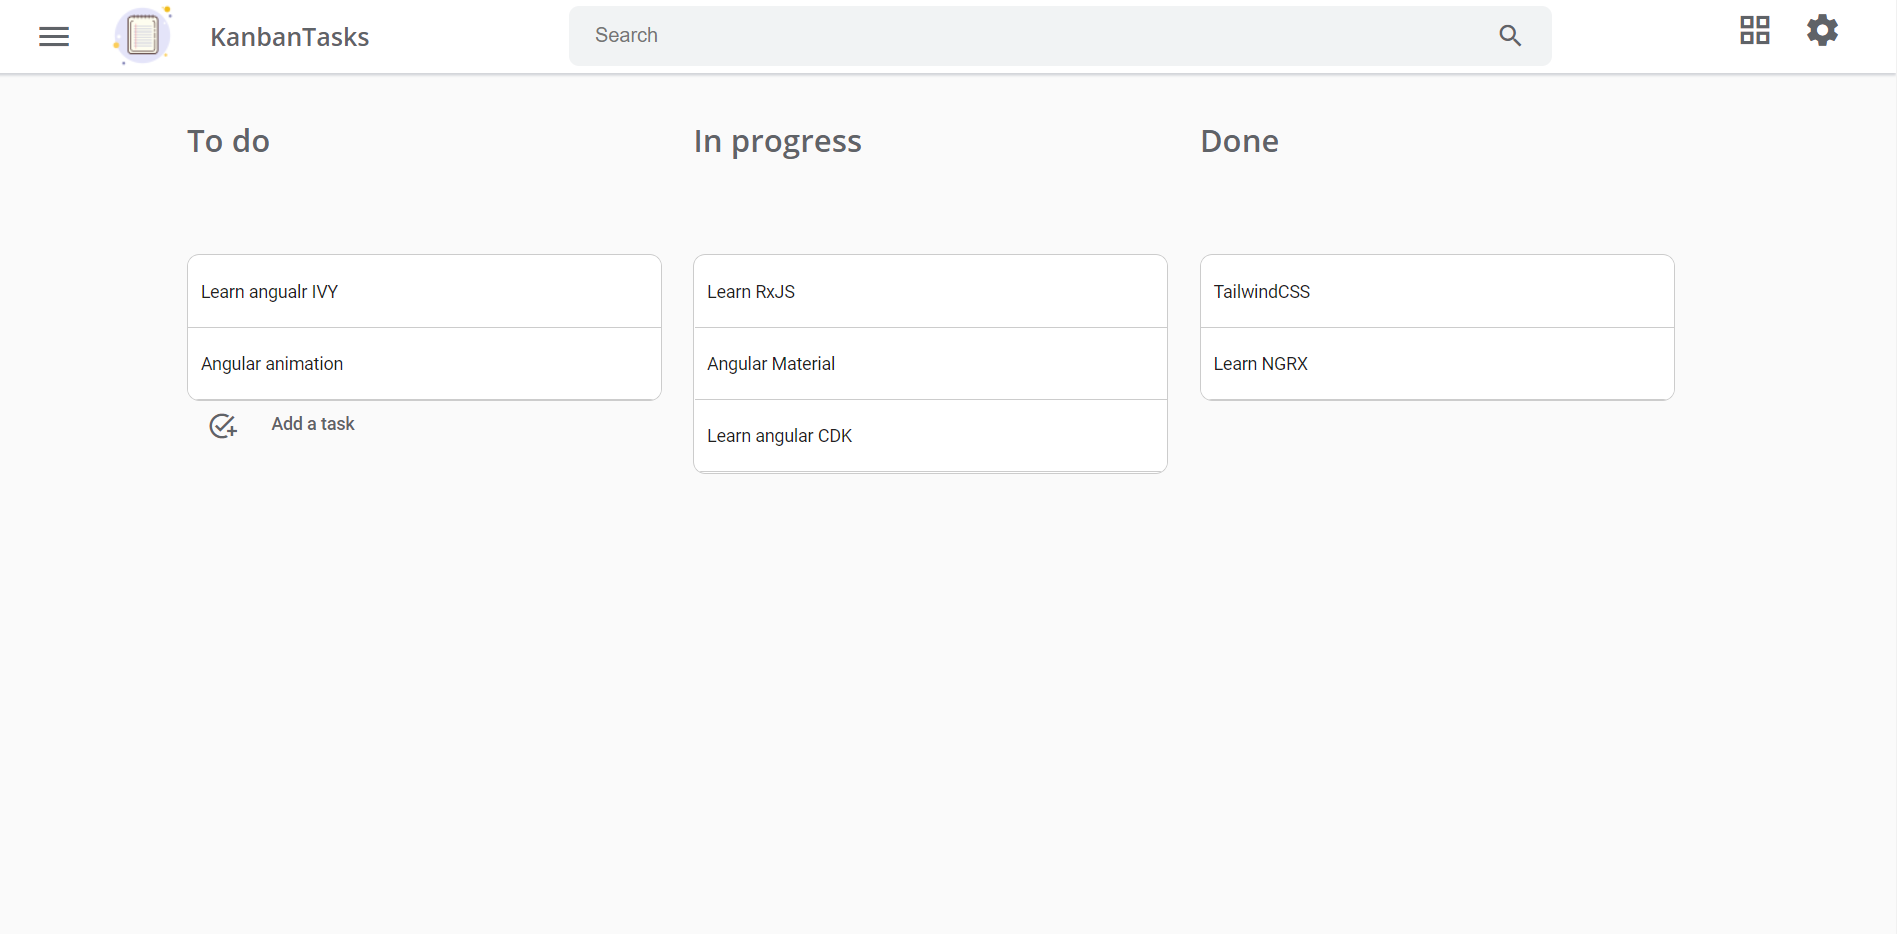 KanbanTasks
Search
To do
Learn angualr IVY
Angular animation
Add a task
In progress
Learn RxJS
Angular Material
Learn angular CDK
Done
TailwindCSS
Learn NGRX